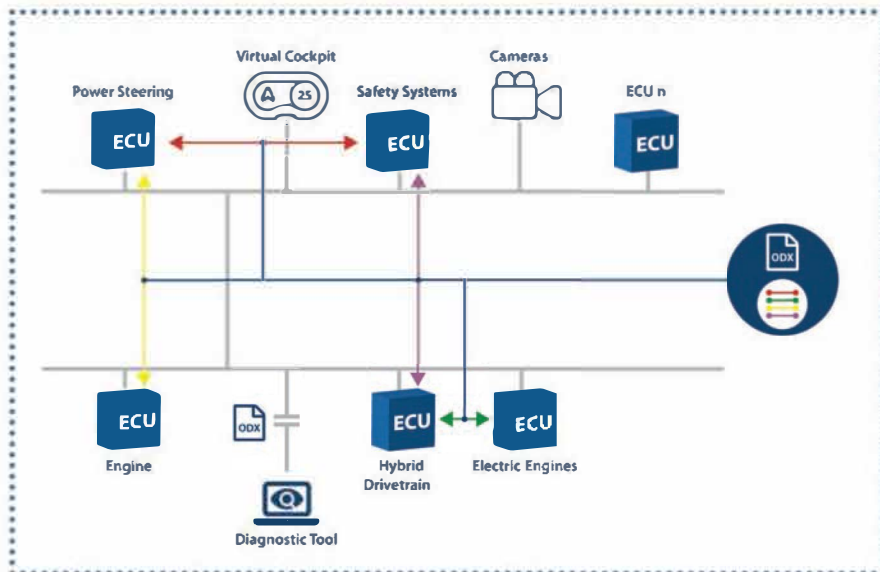 Virtual Cockpit
Cameras
Power Steering
A
25
Safety Systems
ECU n
ECU
ECU
ECU
ODX
ECU
ODX
ECU
ECU
Engine
Hybrid
Drivetrain
Electric Engines
Diagnostic Tool